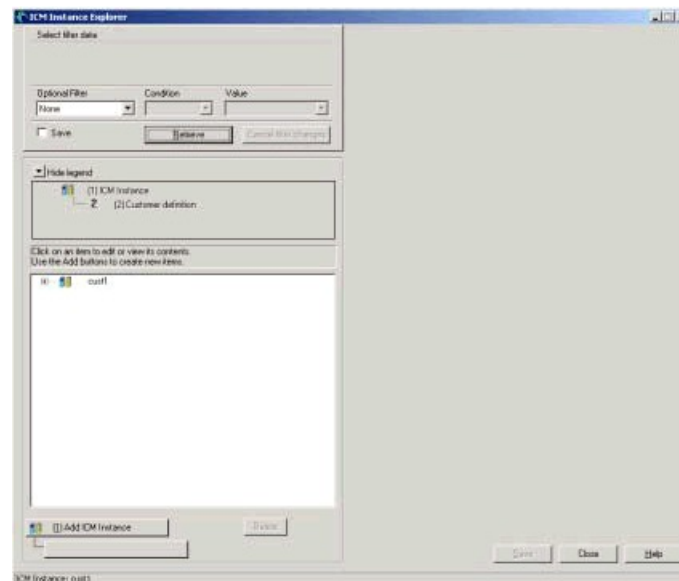 ICM Instance Explorer
Select filter data
Optional Filter Condition Value
None
Save Retrieve Cancel filter changes
Hide legend
(1) ICM Instance
(2) Customer definition
Click on an item to edit or view its contents.
Use the Add buttons to create new items.
cust1
(1) Add ICM Instance Delete
Save Close Help
ICM Instance: cust1